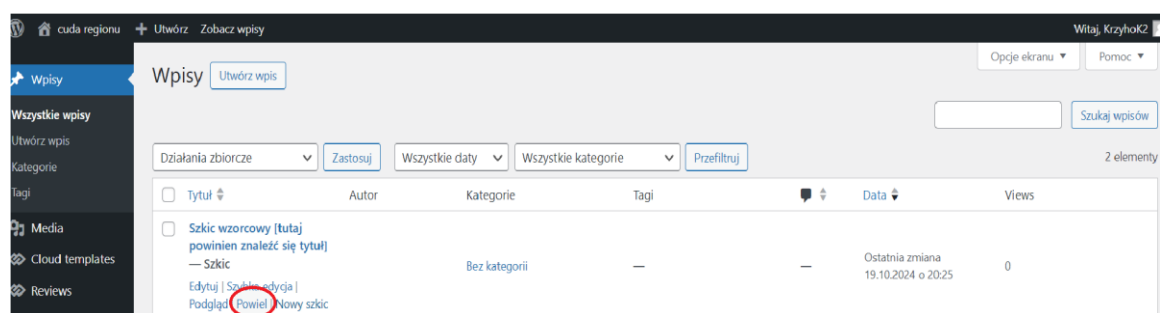 cuda regionu + Utwórz Zobacz wpisy Witaj, KrzyhoK2
Opcje ekranu ▼ Pomoc ▼
Wpisy
Wpisy Utwórz wpis
Wszystkie wpisy
Szukaj wpisów
Utwórz wpis
Kategorie
Działania zbiorcze Zastosuj Wszystkie daty Wszystkie kategorie Przefiltruj 2 elementy
Tagi
Tytuł Autor Kategorie Tagi Data Views
Media
Szkic wzorcowy [tutaj
powinien znaleźć się tytuł]
— Szkic
Bez kategorii — — Ostatnia zmiana
19.10.2024 o 20:25 0
Cloud templates
Edytuj | Szybka edycja |
Reviews
Podgląd | Powiel | Nowy szkic